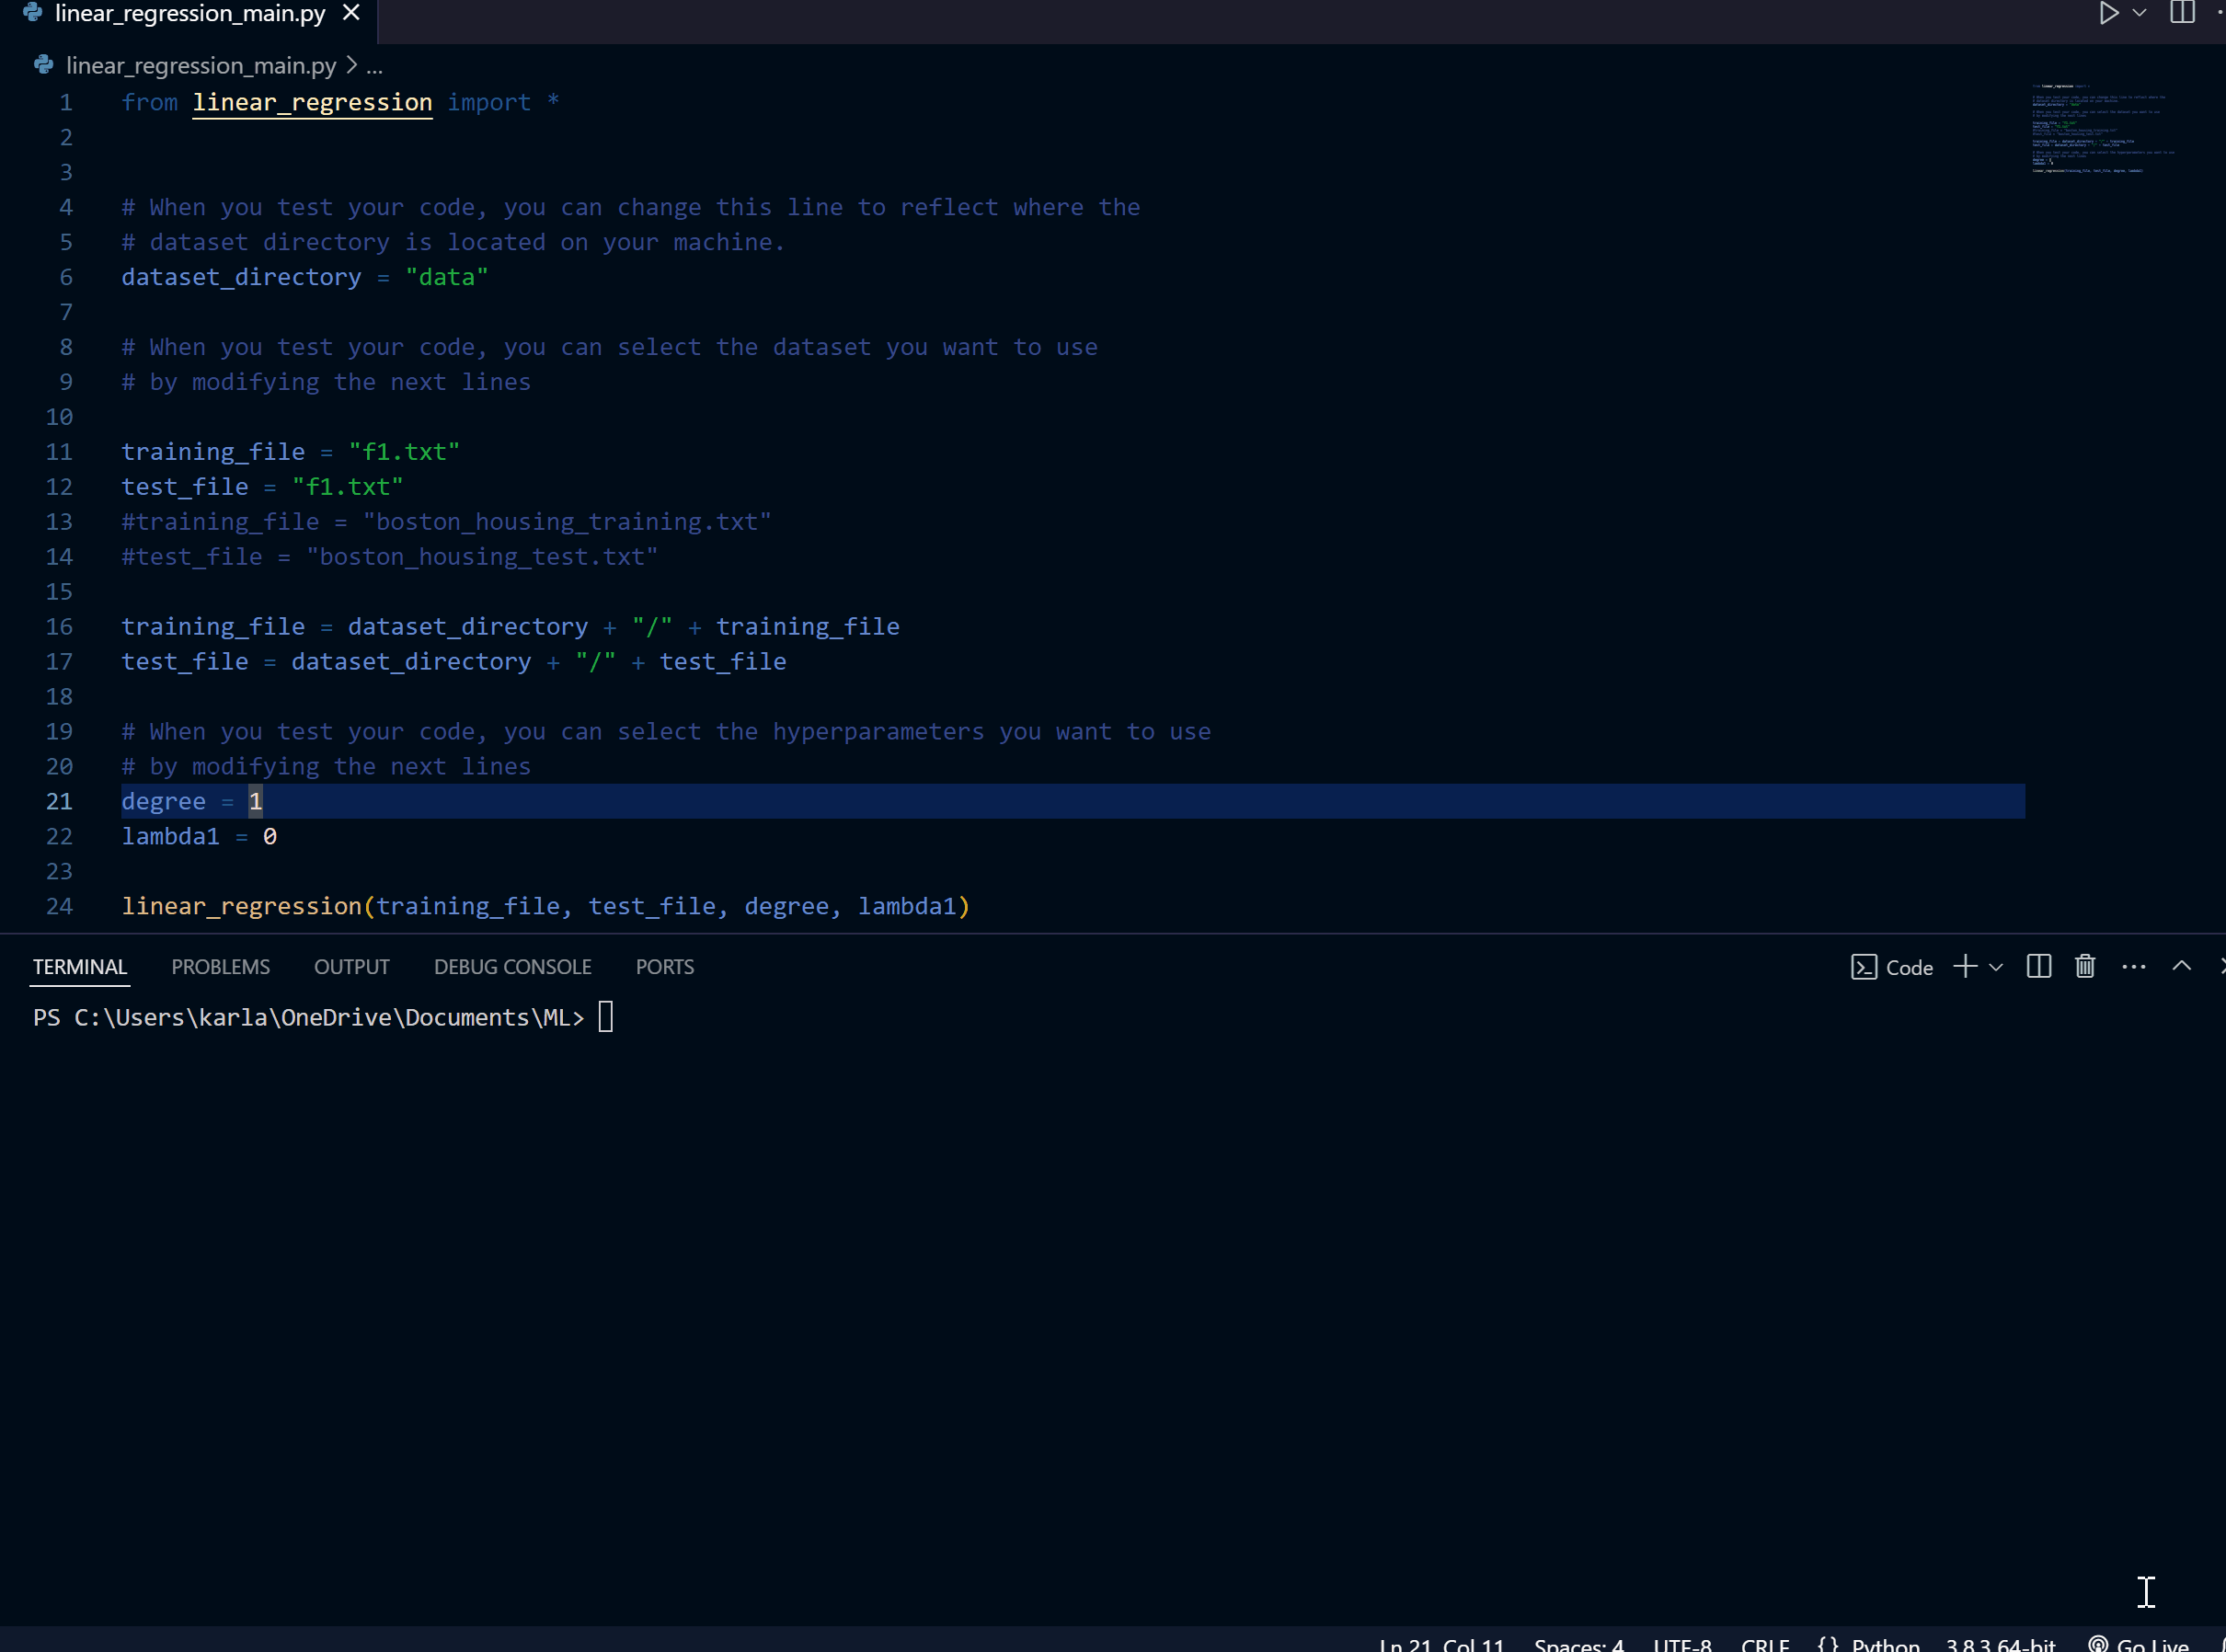 linear_regression_main.py
linear_regression_main.py > ...
1 from linear_regression import *
2
3
4 # When you test your code, you can change this line to reflect where the
5 # dataset directory is located on your machine.
6 dataset_directory = "data"
7
8 # When you test your code, you can select the dataset you want to use
9 # by modifying the next lines
10
11 training_file = "f1.txt"
12 test_file = "f1.txt"
13 #training_file = "boston_housing_training.txt"
14 #test_file = "boston_housing_test.txt"
15
16 training_file = dataset_directory + "/" + training_file
17 test_file = dataset_directory + "/" + test_file
18
19 # When you test your code, you can select the hyperparameters you want to use
20 # by modifying the next lines
21 degree = 1
22 lambda1 = 0
23
24 linear_regression(training_file, test_file, degree, lambda1)
TERMINAL PROBLEMS OUTPUT DEBUG CONSOLE PORTS Code
PS C:\Users\karla\OneDrive\Documents\ML>
Ln 21, Col 11 Spaces: 4 UTF-8 CRLF {} Python 3.8.3 64-bit Go Live